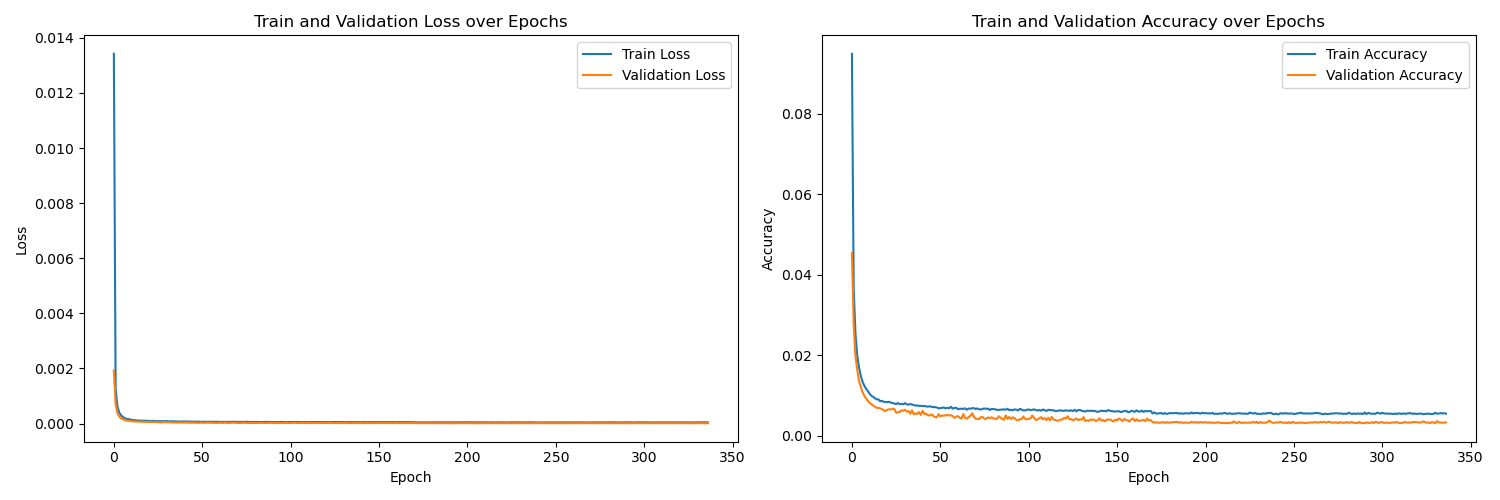 Train and Validation Loss over Epochs
Train Loss
Validation Loss
0.014
0.012
0.010
0.008
0.006
0.004
0.002
0.000
Loss
0
50
100
150
200
250
300
350
Epoch
Train and Validation Accuracy over Epochs
Train Accuracy
Validation Accuracy
0.08
0.06
0.04
0.02
0.00
Accuracy
0
50
100
150
200
250
300
350
Epoch